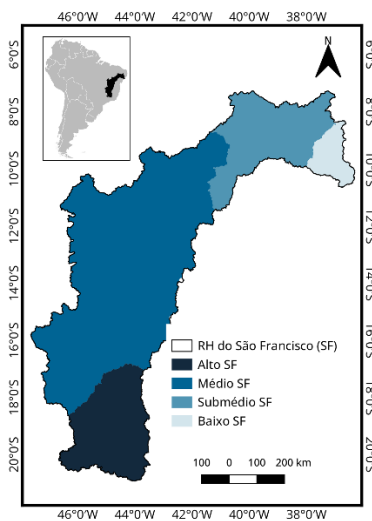 46°0'O 44°0'O 42°0'O 40°0'O 38°0'O
N
6°0'S
8°0'S
10°0'S
12°0'S
14°0'S
16°0'S
18°0'S
20°0'S
6°0'S
8°0'S
10°0'S
12°0'S
14°0'S
16°0'S
18°0'S
20°0'S
RH do São Francisco (SF)
Alto SF
Médio SF
Submédio SF
Baixo SF
100 0 100 200 km
46°0'O 44°0'O 42°0'O 40°0'O 38°0'O